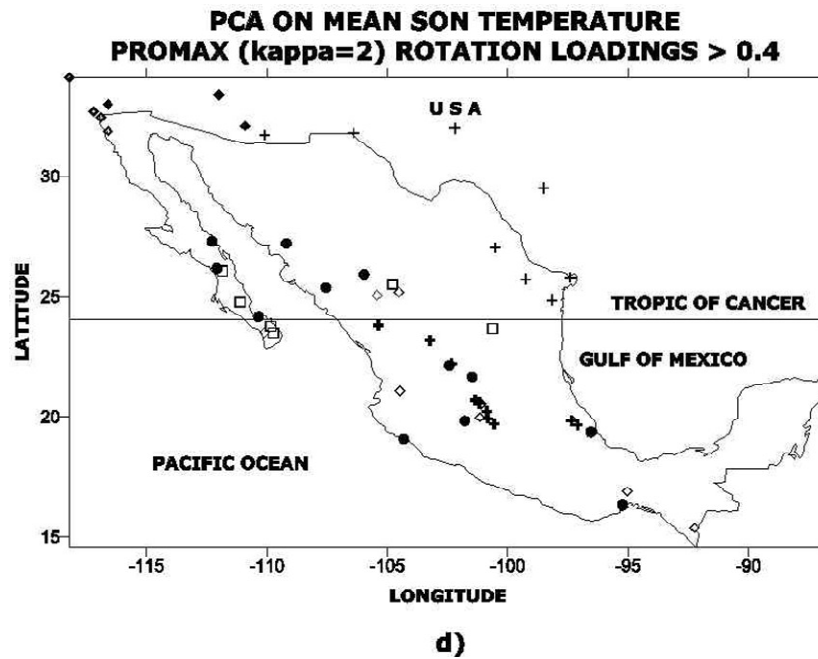 PCA ON MEAN SON TEMPERATURE
PROMAX (kappa=2) ROTATION LOADINGS > 0.4
U S A
30
25
TROPIC OF CANCER
LATITUDE
GULF OF MEXICO
20
PACIFIC OCEAN
15
-115 -110 -105 -100 -95 -90
LONGITUDE
d)